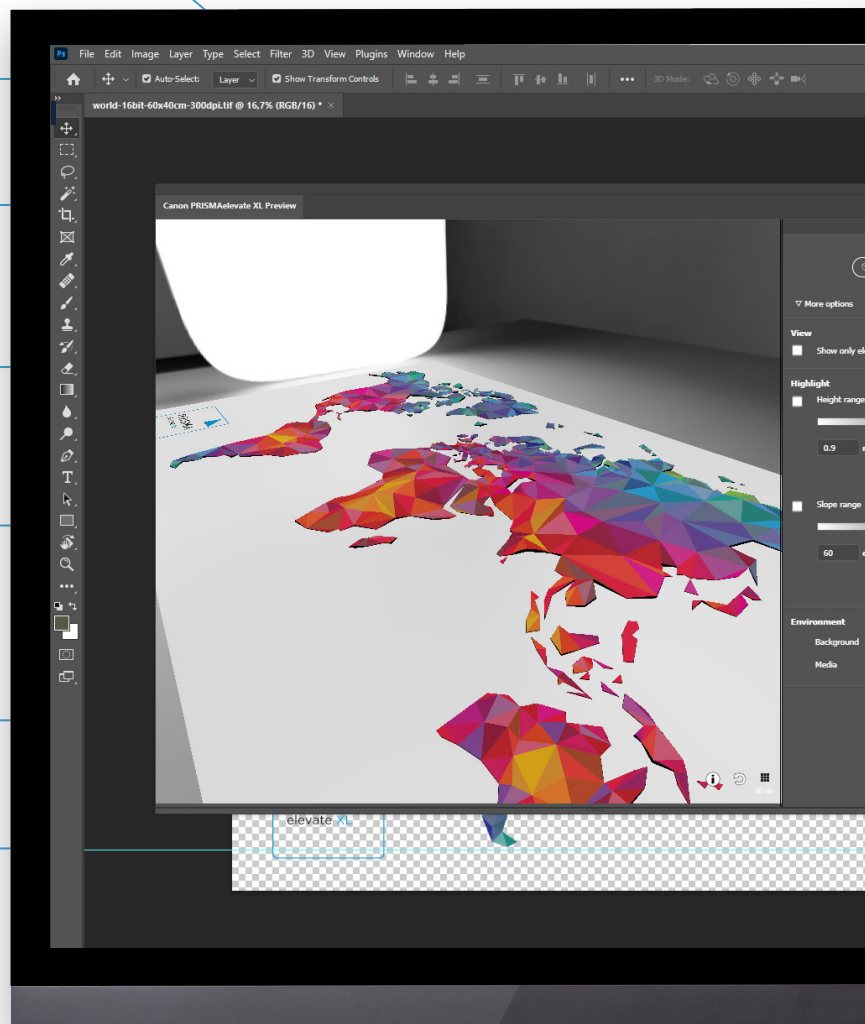 Ps File Edit Image Layer Type Select Filter 3D View Plugins Window Help
Auto-Select: Layer Show Transform Controls 3D Mode:
world-16bit-60x40cm-300dpi.tif @ 16,7% (RGB/16) * ×
Canon PRISMAelevate XL Preview
More options
View
Show only el
Highlight
Height range
0.9
Slope range
60
Environment
Background
Media
10 cm
elevate XL